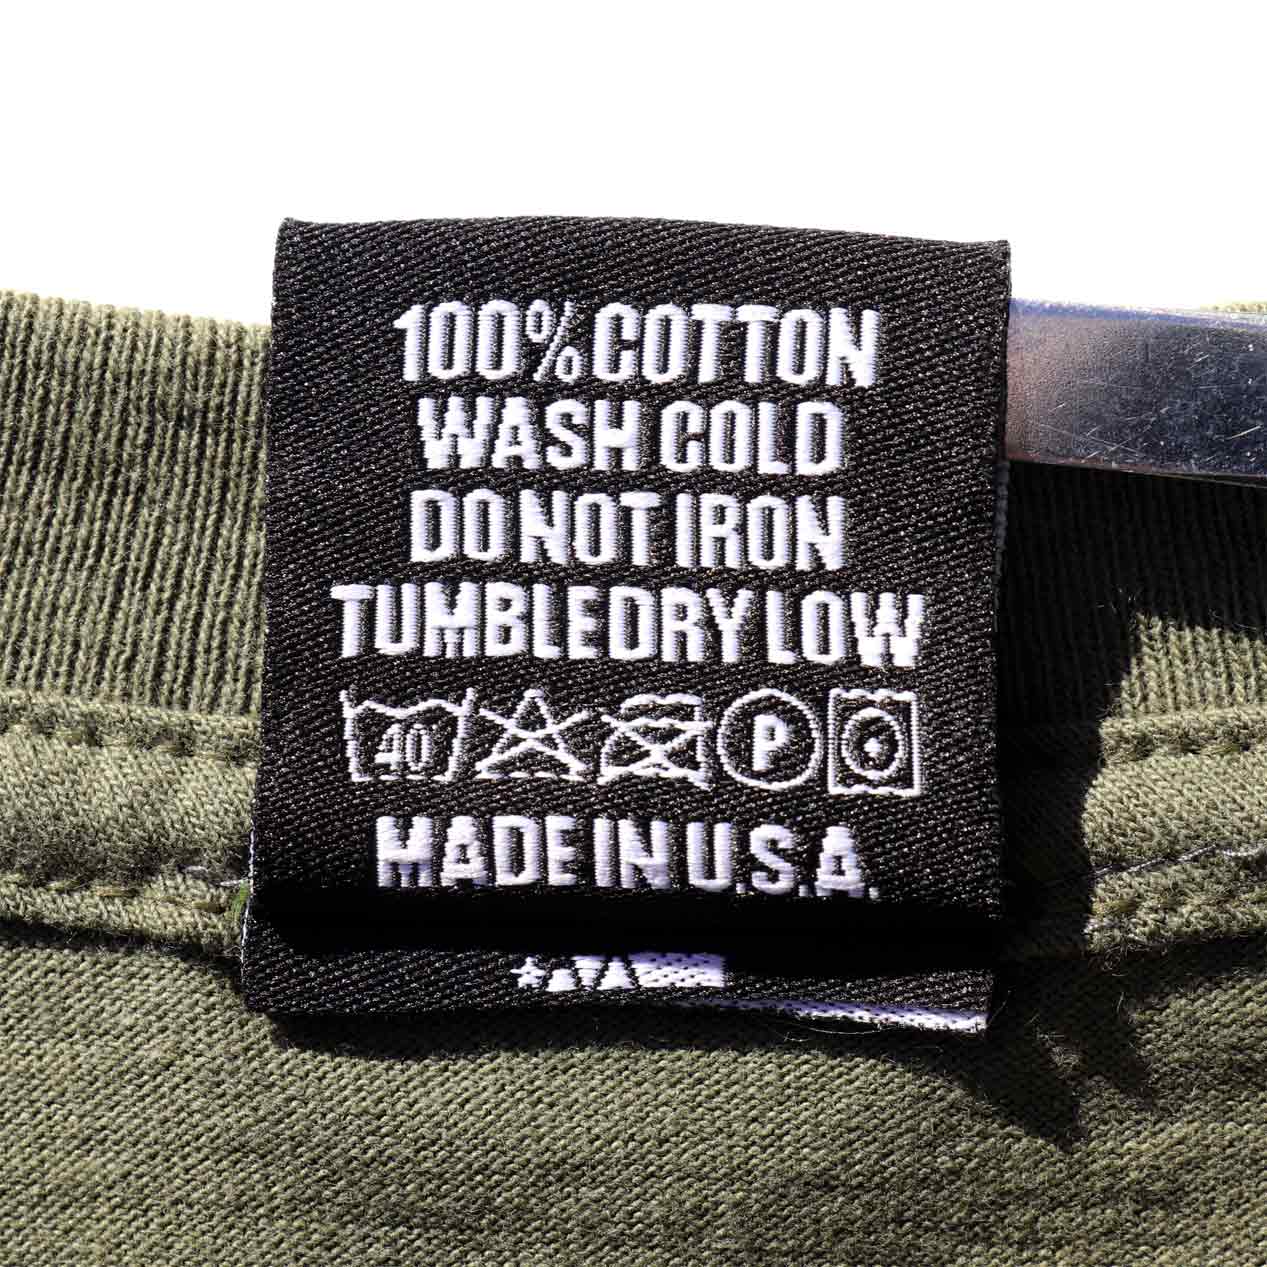 100% COTTON
WASH COLD
DO NOT IRON
TUMBLE DRY LOW
40 P
MADE IN U.S.A.